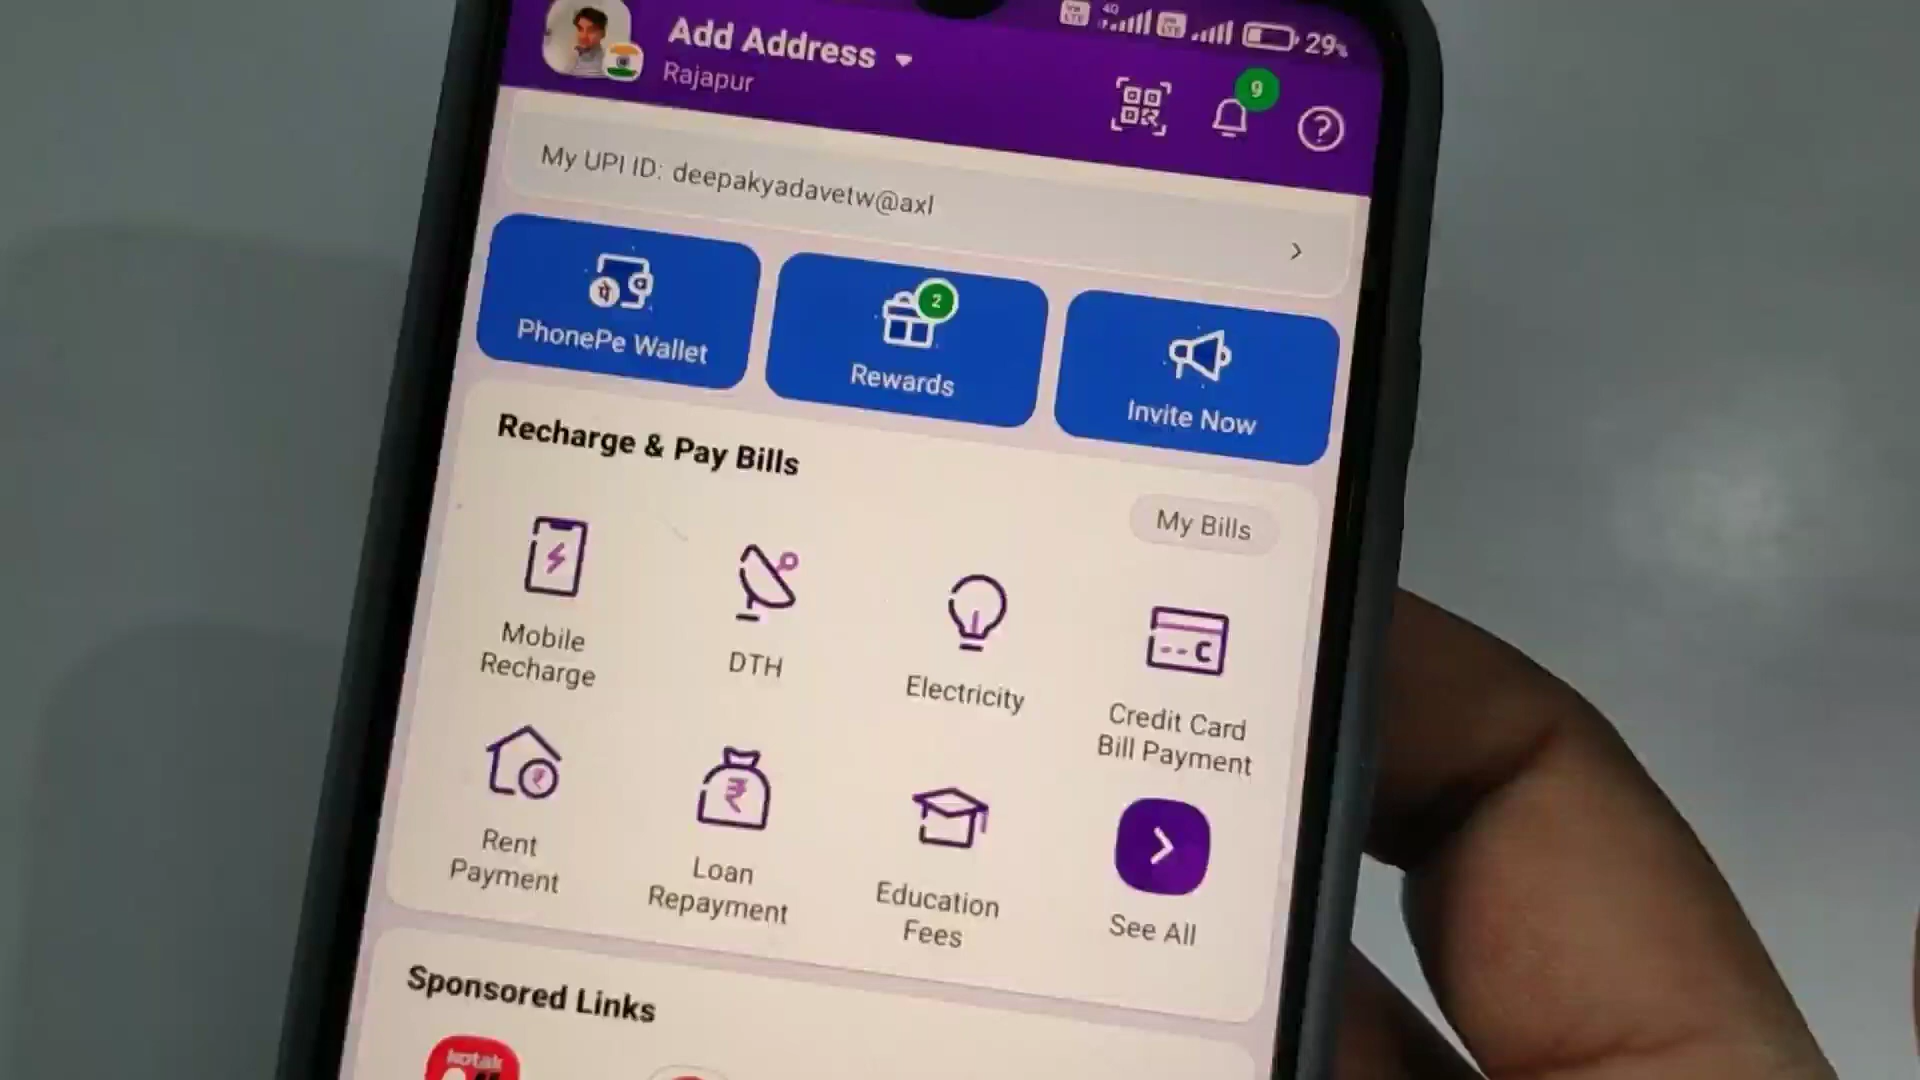 Add Address
Rajapur
4G
29%
9
My UPI ID: deepakyadavetw@axl
पे
PhonePe Wallet
2
Rewards
Invite Now
Recharge & Pay Bills
My Bills
Mobile
Recharge
DTH
Electricity
C
Credit Card
Bill Payment
₹
Rent
Payment
₹
Loan
Repayment
Education
Fees
See All
Sponsored Links
kotak